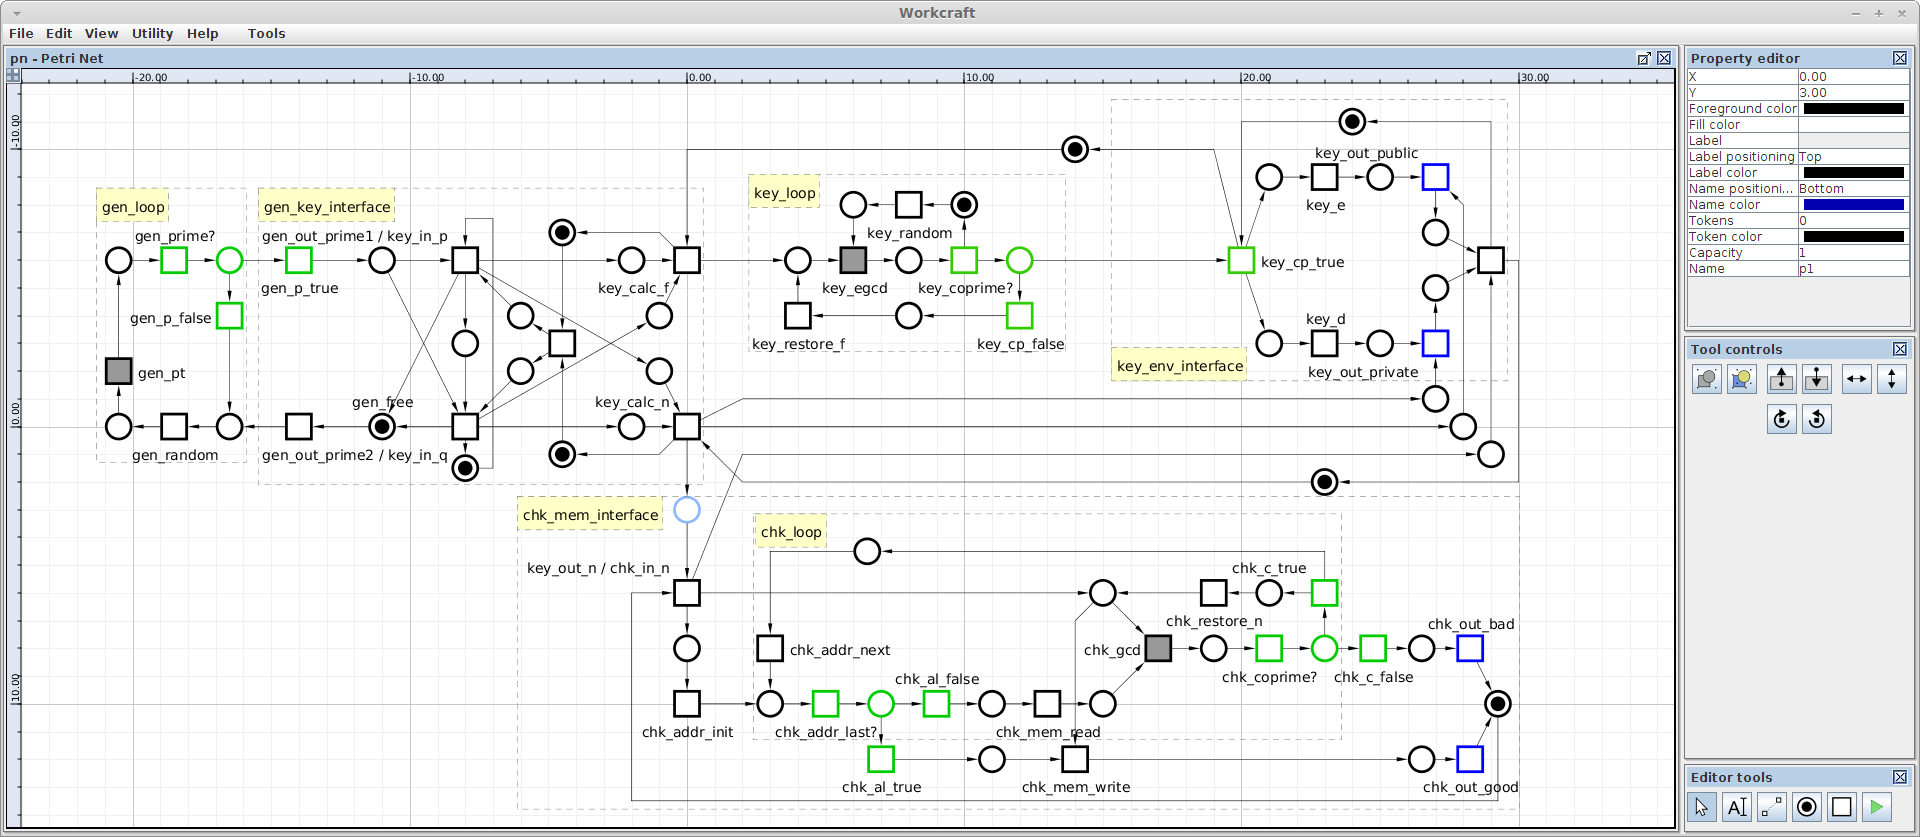 Workcraft
File Edit View Utility Help Tools
pn - Petri Net
-20.00 -10.00 0.00 10.00 20.00 30.00
-10.00
0.00
10.00
gen_loop
gen_prime?
gen_p_false
gen_pt
gen_random
gen_key_interface
gen_out_prime1 / key_in_p
gen_p_true
gen_free
gen_out_prime2 / key_in_q
key_calc_f
key_calc_n
key_loop
key_random
key_egcd
key_coprime?
key_restore_f
key_cp_false
key_out_public
key_e
key_cp_true
key_d
key_out_private
key_env_interface
chk_mem_interface
chk_loop
key_out_n / chk_in_n
chk_c_true
chk_restore_n
chk_out_bad
chk_addr_next
chk_gcd
chk_coprime?
chk_c_false
chk_al_false
chk_addr_init
chk_addr_last?
chk_mem_read
chk_al_true
chk_mem_write
chk_out_good
Property editor
X 0.00
Y 3.00
Foreground color
Fill color
Label
Label positioning Top
Label color
Name positioni... Bottom
Name color
Tokens 0
Token color
Capacity 1
Name p1
Tool controls
Editor tools
A